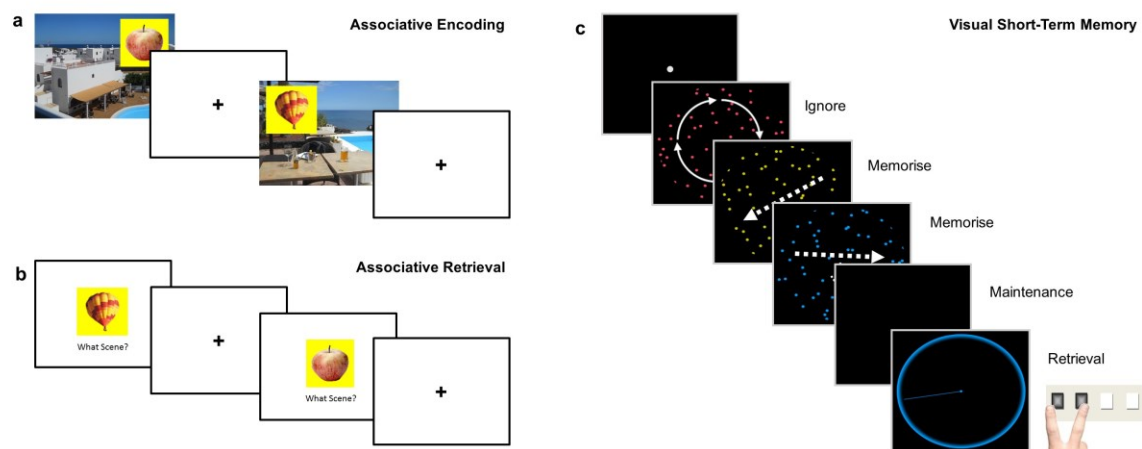 a
Associative Encoding
+
+
b
Associative Retrieval
What Scene?
+
What Scene?
+
c
Visual Short-Term Memory
Ignore
Memorise
Memorise
Maintenance
Retrieval